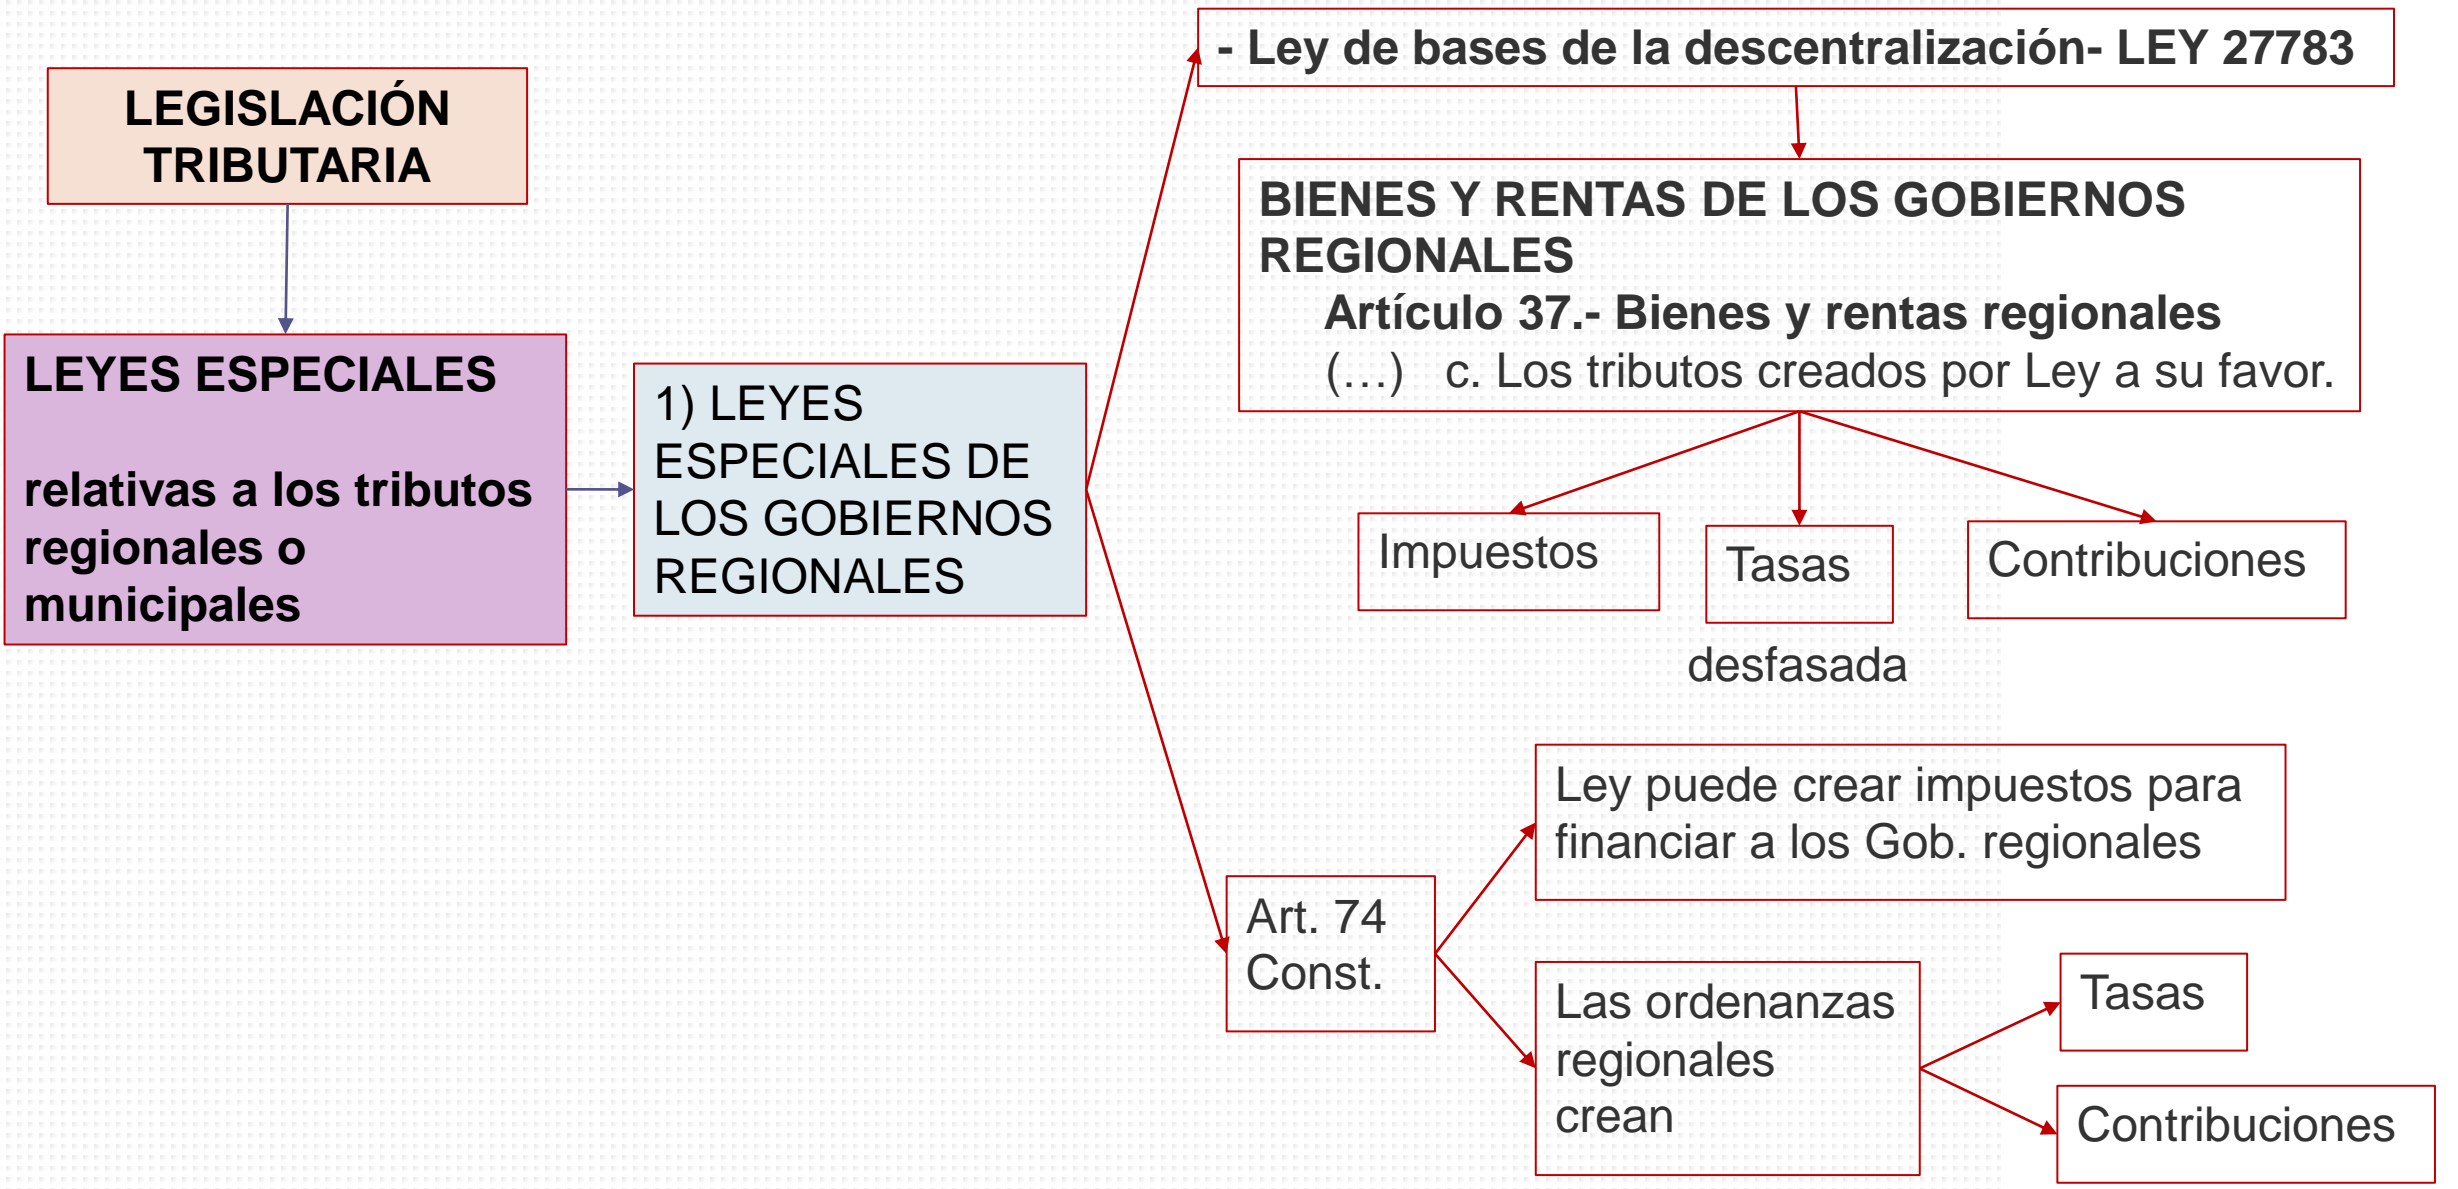 LEGISLACIÓN
TRIBUTARIA
LEYES ESPECIALES
relativas a los tributos
regionales o
municipales
1) LEYES
ESPECIALES DE
LOS GOBIERNOS
REGIONALES
- Ley de bases de la descentralización- LEY 27783
BIENES Y RENTAS DE LOS GOBIERNOS
REGIONALES
Artículo 37.- Bienes y rentas regionales
(…) c. Los tributos creados por Ley a su favor.
Impuestos
Tasas
Contribuciones
desfasada
Art. 74
Const.
Ley puede crear impuestos para
financiar a los Gob. regionales
Las ordenanzas
regionales
crean
Tasas
Contribuciones